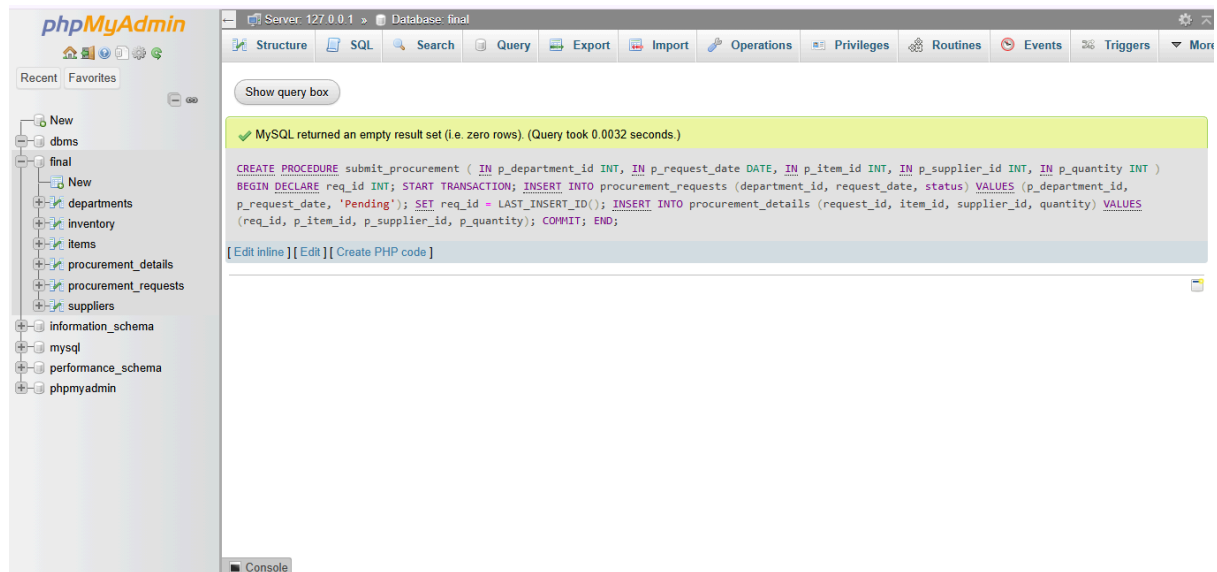 phpMyAdmin
Recent Favorites
New
dbms
final
New
departments
inventory
items
procurement_details
procurement_requests
suppliers
information_schema
mysql
performance_schema
phpmyadmin
Server: 127.0.0.1 » Database: final
Structure SQL Search Query Export Import Operations Privileges Routines Events Triggers More
Show query box
MySQL returned an empty result set (i.e. zero rows). (Query took 0.0032 seconds.)
CREATE PROCEDURE submit_procurement ( IN p_department_id INT, IN p_request_date DATE, IN p_item_id INT, IN p_supplier_id INT, IN p_quantity INT )
BEGIN DECLARE req_id INT; START TRANSACTION; INSERT INTO procurement_requests (department_id, request_date, status) VALUES (p_department_id,
p_request_date, 'Pending'); SET req_id = LAST_INSERT_ID(); INSERT INTO procurement_details (request_id, item_id, supplier_id, quantity) VALUES
(req_id, p_item_id, p_supplier_id, p_quantity); COMMIT; END;
[ Edit inline ] [ Edit ] [ Create PHP code ]
Console